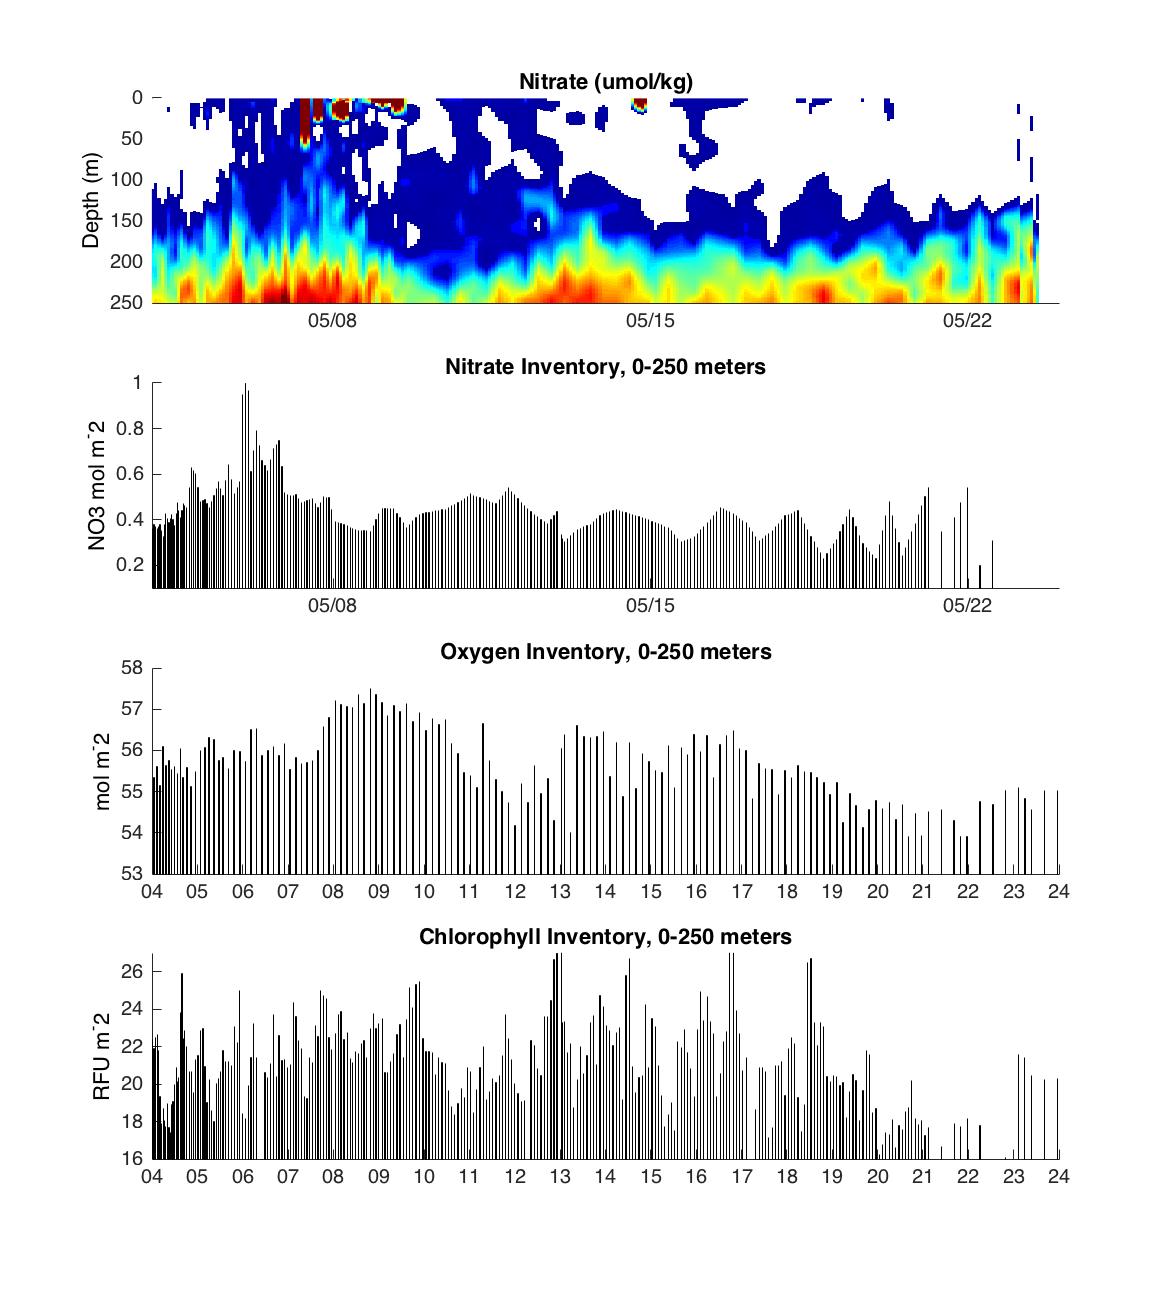 Nitrate (umol/kg)
Depth (m)
0
50
100
150
200
250
05/08 05/15 05/22
Nitrate Inventory, 0-250 meters
NO3 mol m-2
1
0.8
0.6
0.4
0.2
05/08 05/15 05/22
Oxygen Inventory, 0-250 meters
mol m-2
58
57
56
55
54
53
04 05 06 07 08 09 10 11 12 13 14 15 16 17 18 19 20 21 22 23 24
Chlorophyll Inventory, 0-250 meters
RFU m-2
26
24
22
20
18
16
04 05 06 07 08 09 10 11 12 13 14 15 16 17 18 19 20 21 22 23 24